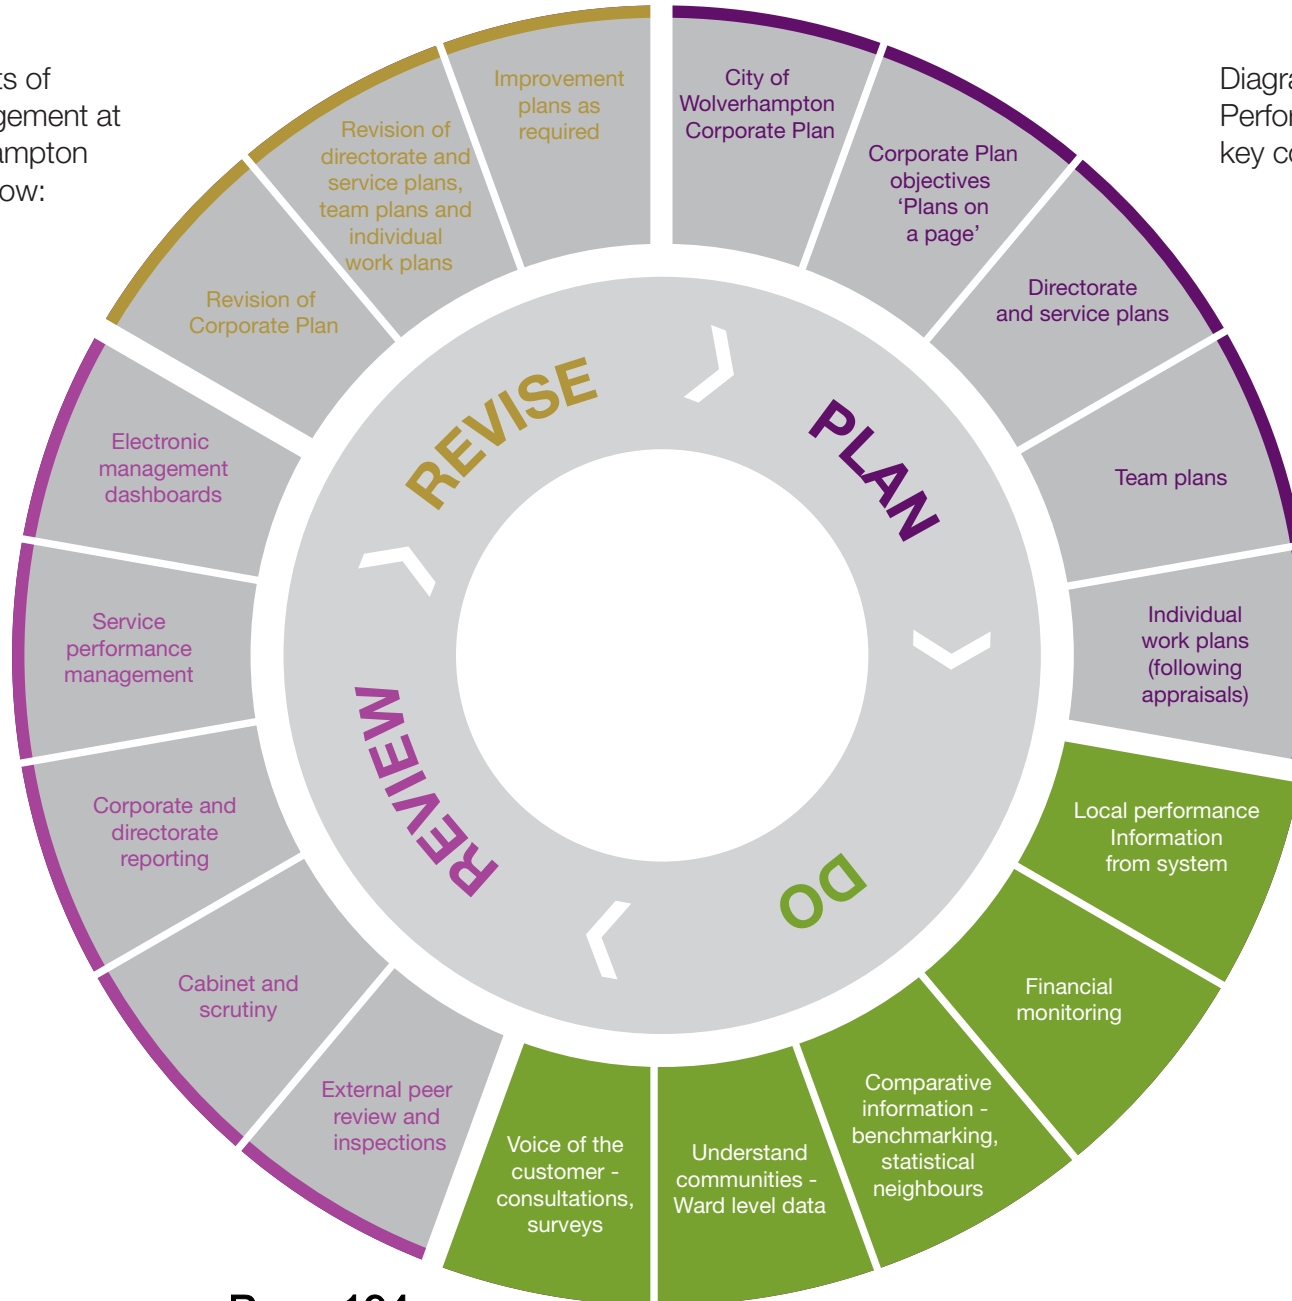 ts of
gement at
ampton
ow:
Diagra
Perfor
key co
City of
Wolverhampton
Corporate Plan
Corporate Plan
objectives
‘Plans on
a page’
Directorate
and service plans
Team plans
Individual
work plans
(following
appraisals)
Local performance
Information
from system
Financial
monitoring
Comparative
information -
benchmarking,
statistical
neighbours
Understand
communities -
Ward level data
Voice of the
customer -
consultations,
surveys
External peer
review and
inspections
Cabinet and
scrutiny
Corporate and
directorate
reporting
Service
performance
management
Electronic
management
dashboards
Revision of
Corporate Plan
Revision of
directorate and
service plans,
team plans and
individual
work plans
Improvement
plans as
required
PLAN
DO
REVIEW
REVISE